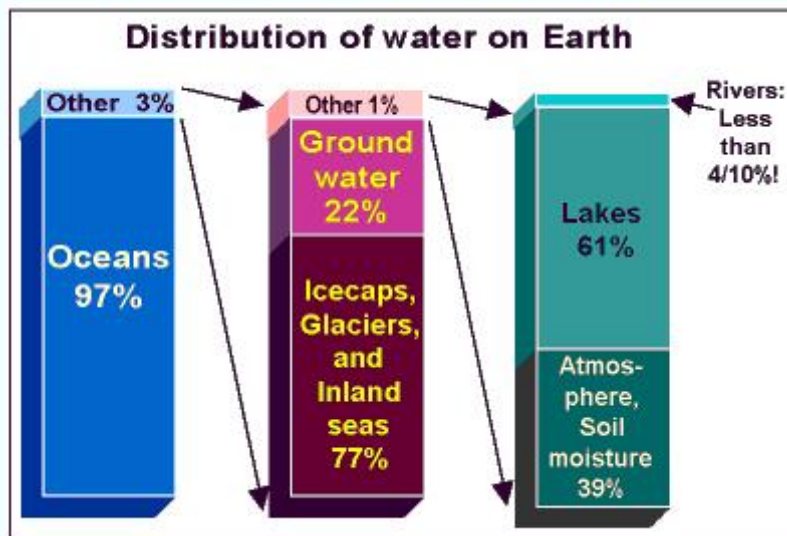 Distribution of water on Earth
Other 3%
Oceans
97%
Other 1%
Ground
water
22%
Icecaps,
Glaciers,
and
Inland
seas
77%
Rivers:
Less
than
4/10%!
Lakes
61%
Atmos-
phere,
Soil
moisture
39%